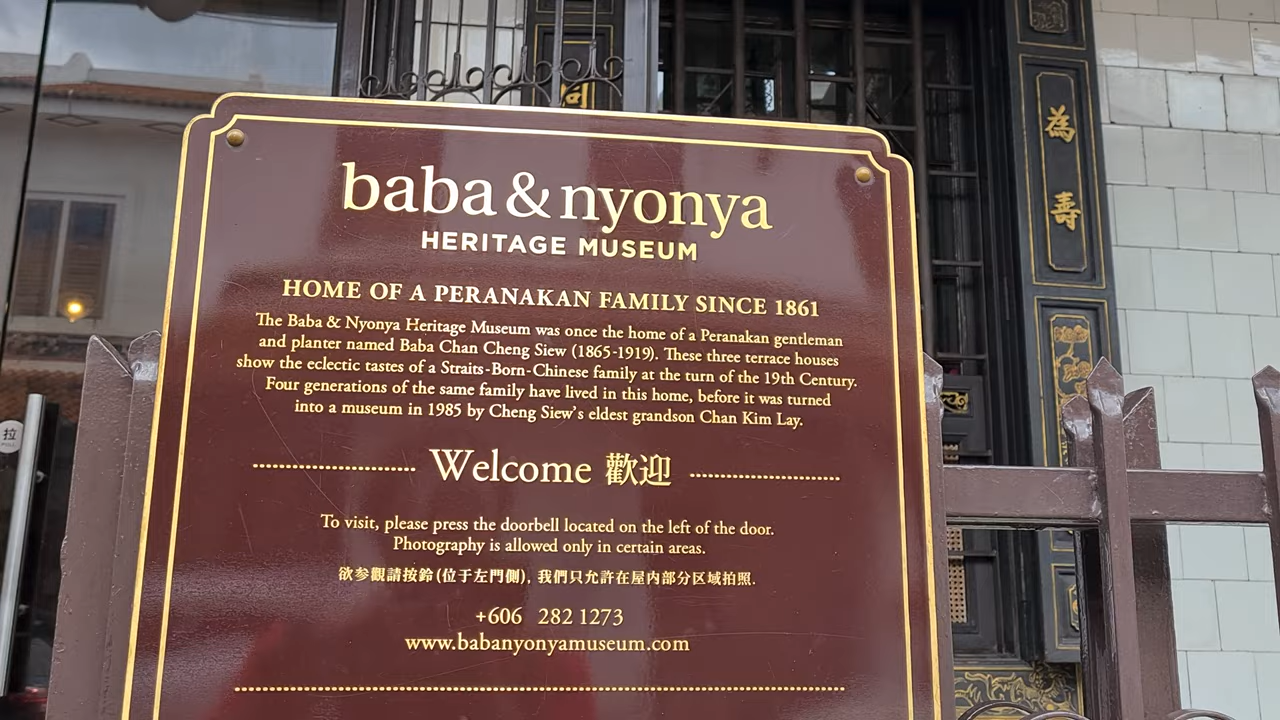 baba & nyonya
HERITAGE MUSEUM
HOME OF A PERANAKAN FAMILY SINCE 1861
The Baba & Nyonya Heritage Museum was once the home of a Peranakan gentleman
and planter named Baba Chan Cheng Siew (1865-1919). These three terrace houses
show the eclectic tastes of a Straits-Born-Chinese family at the turn of the 19th Century.
Four generations of the same family have lived in this home, before it was turned
into a museum in 1985 by Cheng Siew's eldest grandson Chan Kim Lay.
Welcome 歡迎
To visit, please press the doorbell located on the left of the door.
Photography is allowed only in certain areas.
欲参觀請按鈴(位于左門側), 我們只允許在屋内部分区域拍照.
+606 282 1273
www.babanyonyamuseum.com
為
壽
拉
PULL